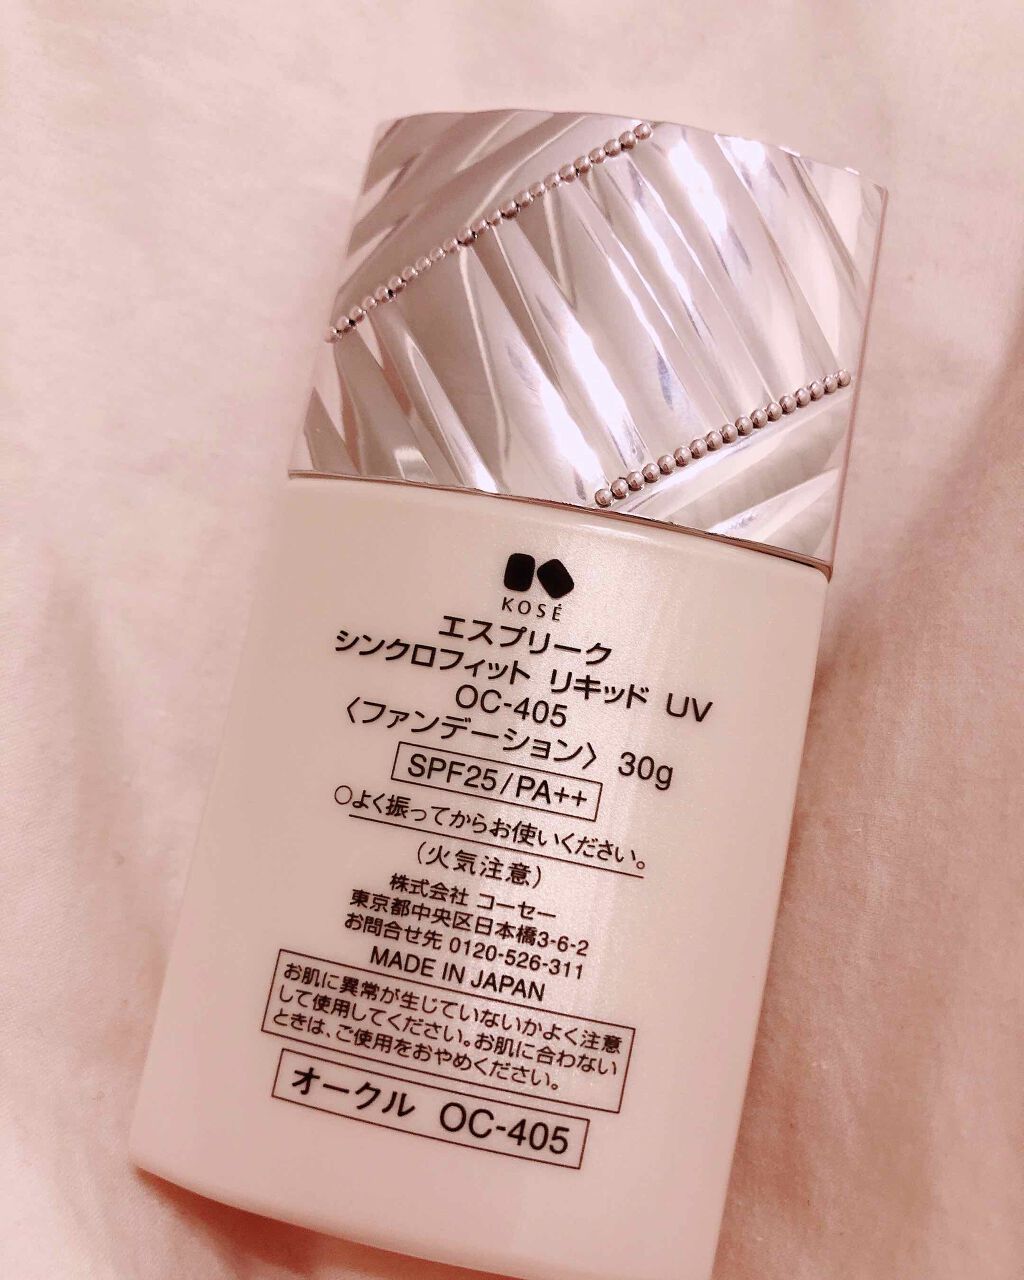 KOSÉ
エスプリーク
シンクロフィット リキッド UV
OC-405
〈ファンデーション〉 30g
SPF25/PA++
○よく振ってからお使いください。
(火気注意)
株式会社 コーセー
東京都中央区日本橋3-6-2
お問合せ先 0120-526-311
MADE IN JAPAN
お肌に異常が生じていないかよく注意
して使用してください。お肌に合わない
ときは、ご使用をおやめください。
オークル OC-405